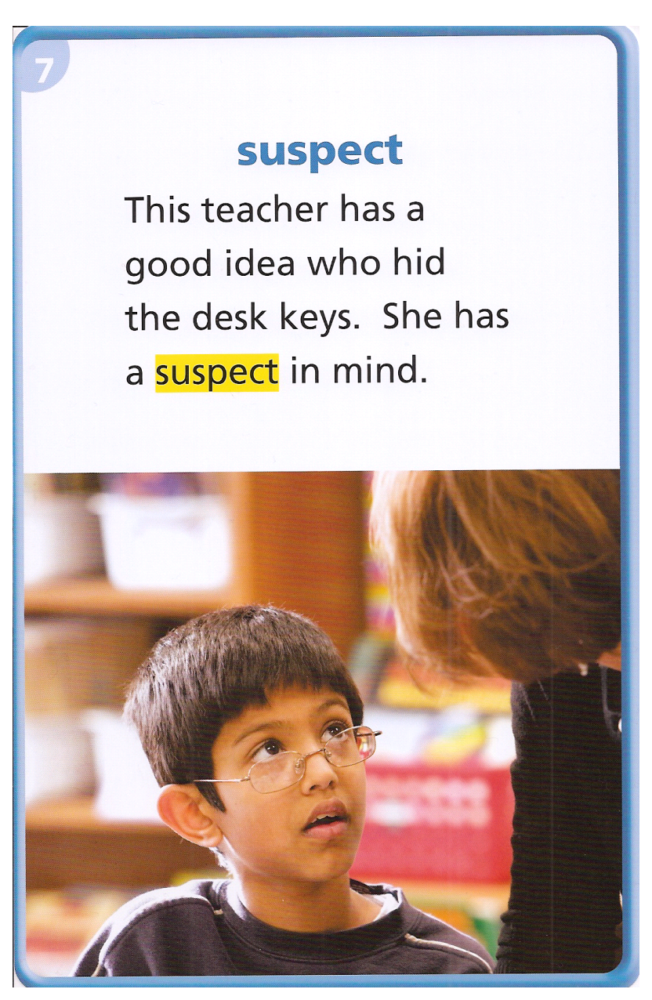 7
suspect
This teacher has a
good idea who hid
the desk keys.  She has
a suspect in mind.